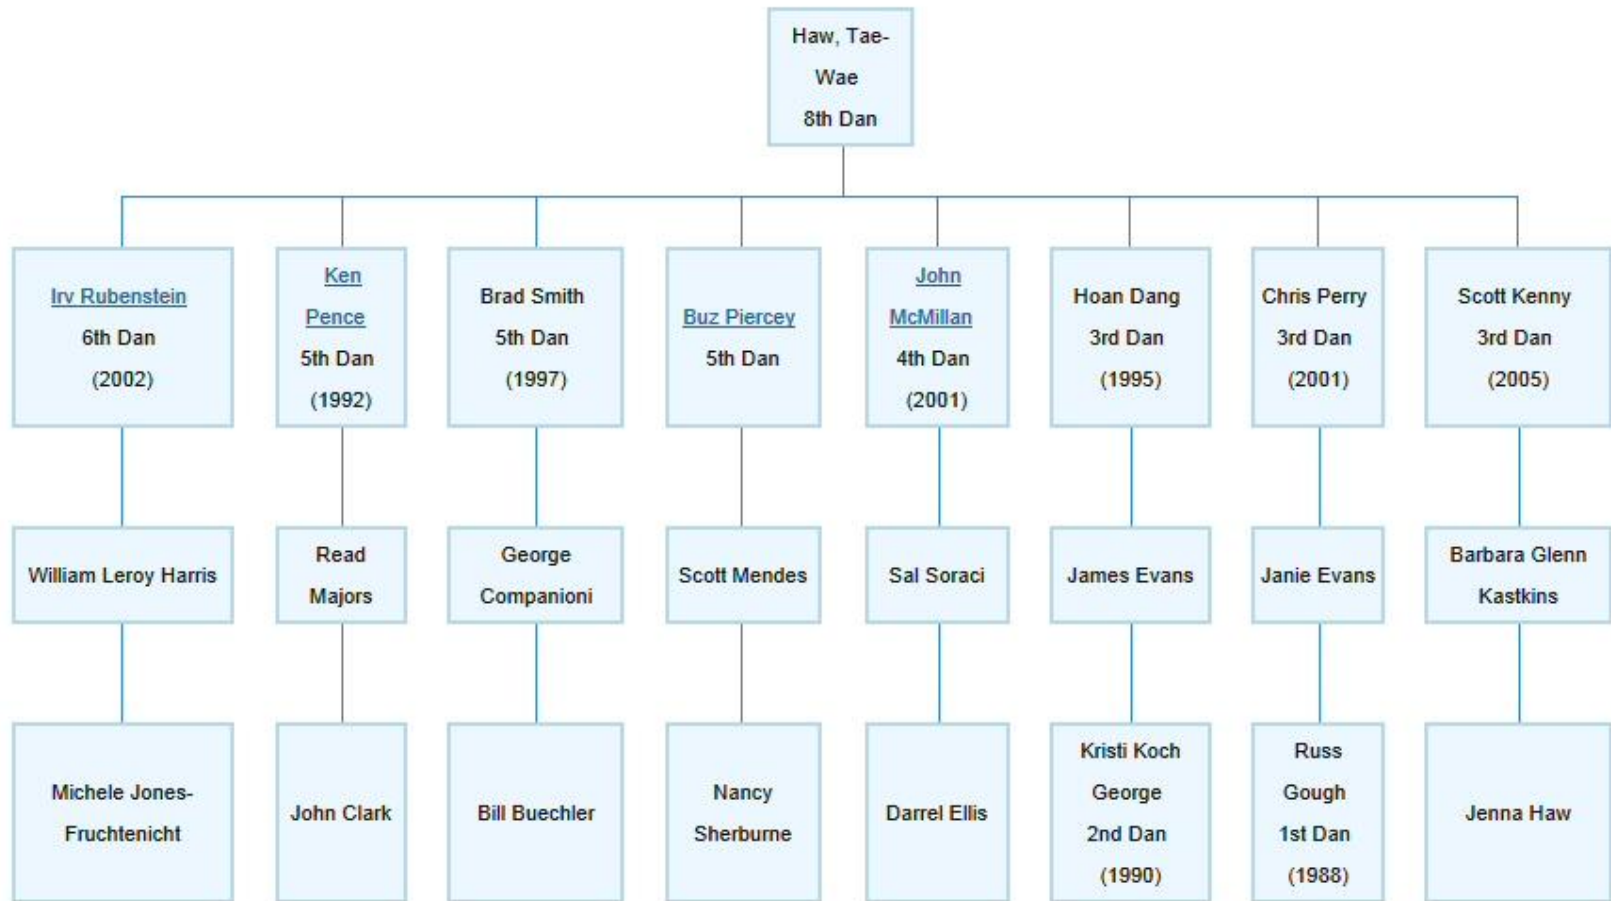 Haw, Tae-
Wae
8th Dan
Irv Rubenstein
6th Dan
(2002)
Ken
Pence
5th Dan
(1992)
Brad Smith
5th Dan
(1997)
Buz Piercey
5th Dan
John
McMillan
4th Dan
(2001)
Hoan Dang
3rd Dan
(1995)
Chris Perry
3rd Dan
(2001)
Scott Kenny
3rd Dan
(2005)
William Leroy Harris
Read
Majors
George
Companioni
Scott Mendes
Sal Soraci
James Evans
Janie Evans
Barbara Glenn
Kastkins
Michele Jones-
Fruchtenicht
John Clark
Bill Buechler
Nancy
Sherburne
Darrel Ellis
Kristi Koch
George
2nd Dan
(1990)
Russ
Gough
1st Dan
(1988)
Jenna Haw